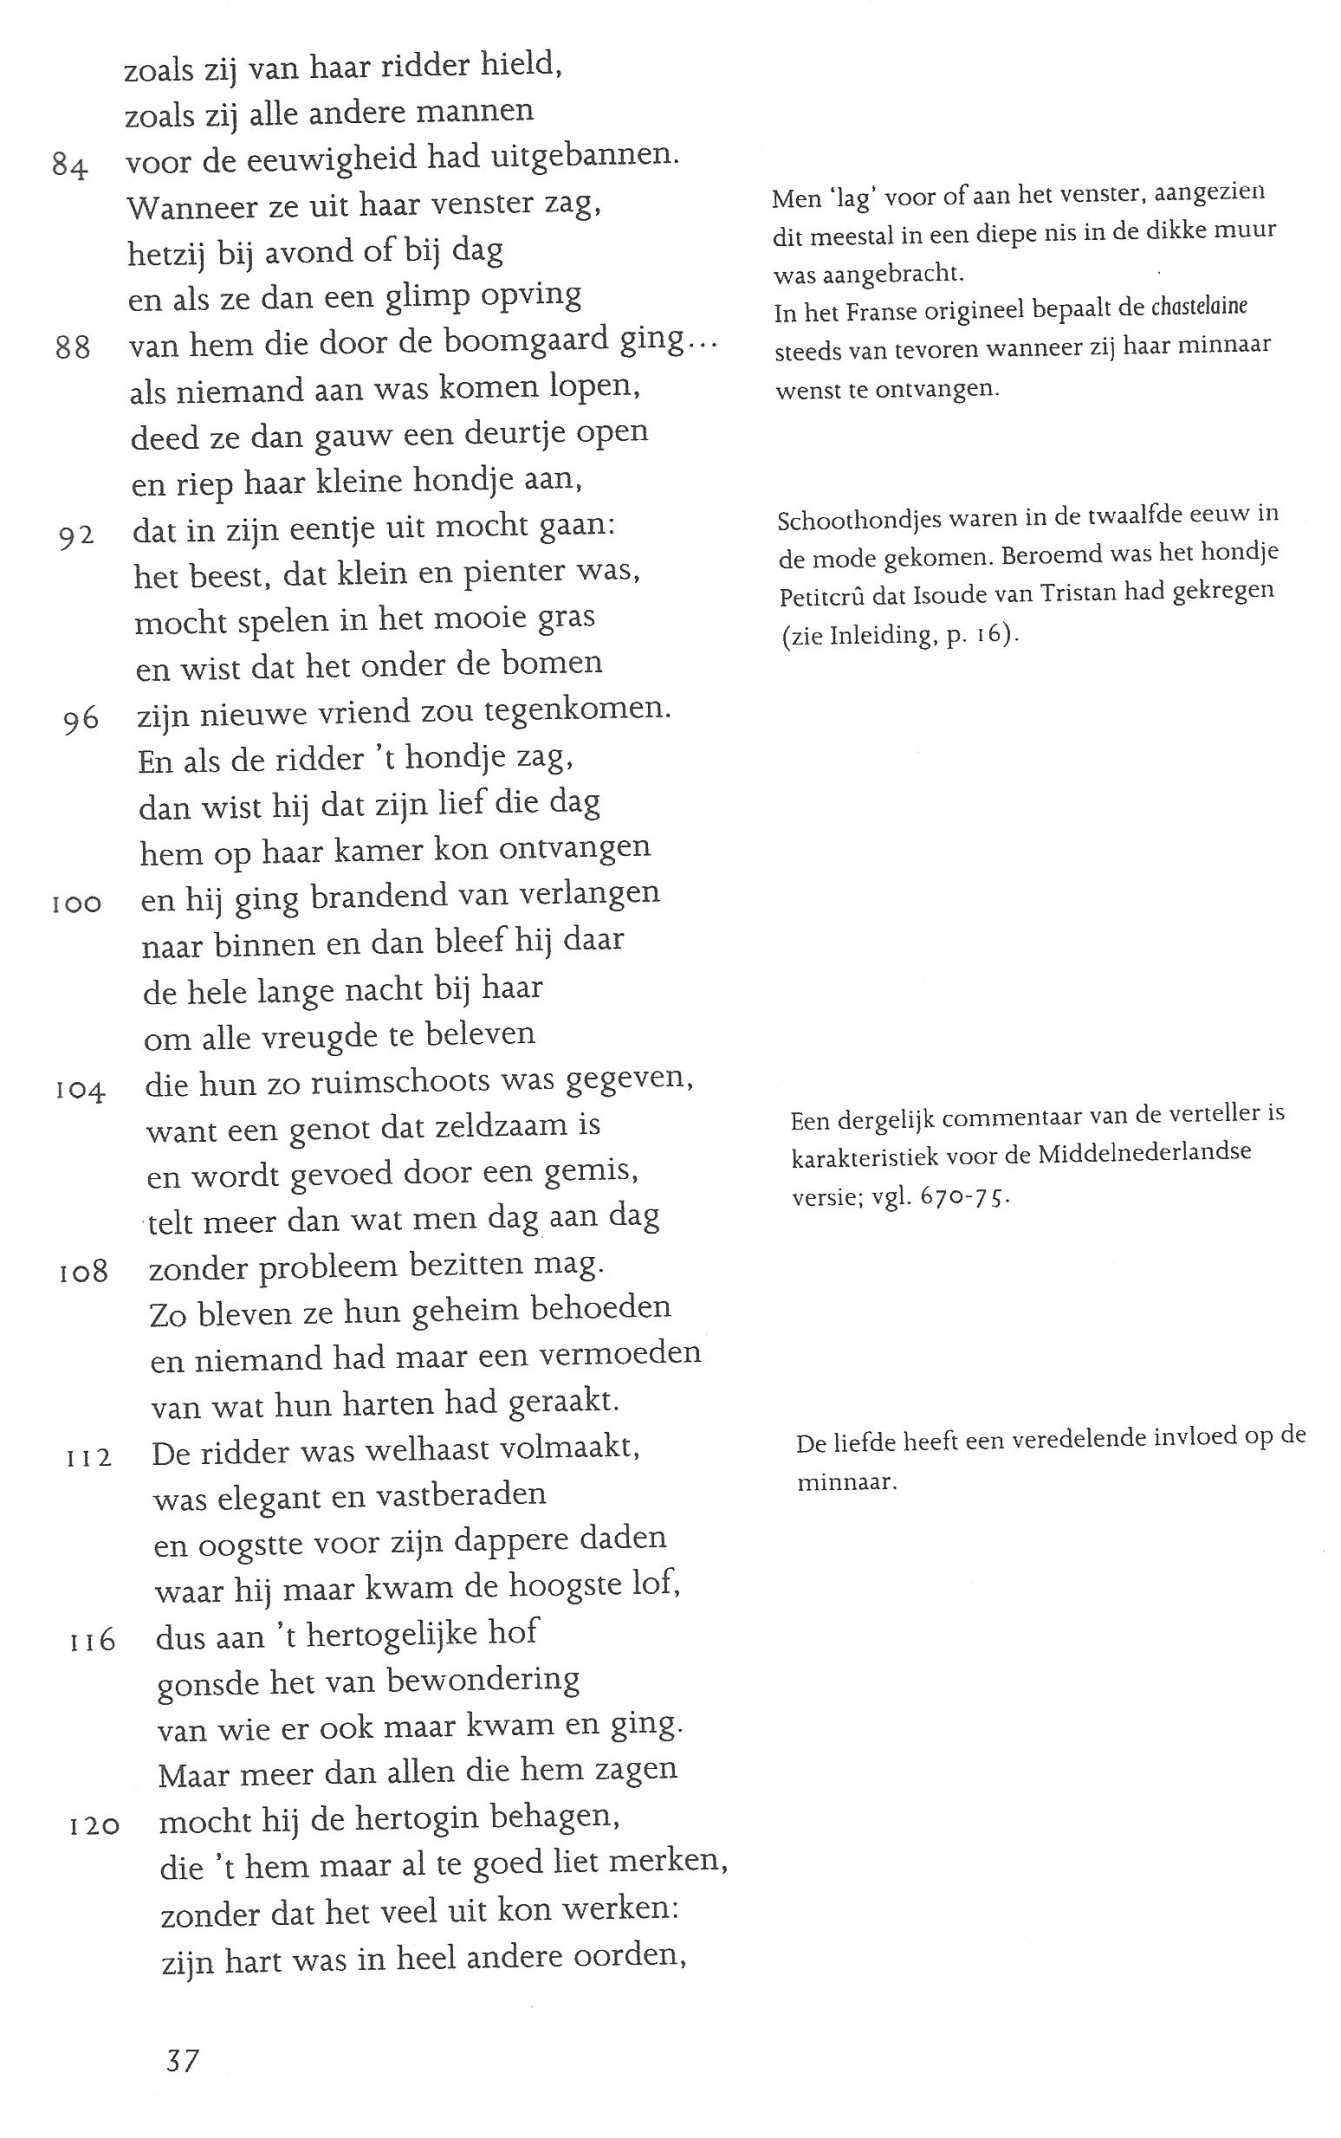 zoals zij van haar ridder hield,
zoals zij alle andere mannen
84 voor de eeuwigheid had uitgebannen.
Wanneer ze uit haar venster zag,
hetzij bij avond of bij dag
en als ze dan een glimp opving
88 van hem die door de boomgaard ging...
als niemand aan was komen lopen,
deed ze dan gauw een deurtje open
en riep haar kleine hondje aan,
92 dat in zijn eentje uit mocht gaan:
het beest, dat klein en pienter was,
mocht spelen in het mooie gras
en wist dat het onder de bomen
96 zijn nieuwe vriend zou tegenkomen.
En als de ridder 't hondje zag,
dan wist hij dat zijn lief die dag
hem op haar kamer kon ontvangen
100 en hij ging brandend van verlangen
naar binnen en dan bleef hij daar
de hele lange nacht bij haar
om alle vreugde te beleven
104 die hun zo ruimschoots was gegeven,
want een genot dat zeldzaam is
en wordt gevoed door een gemis,
telt meer dan wat men dag aan dag
108 zonder probleem bezitten mag.
Zo bleven ze hun geheim behoeden
en niemand had maar een vermoeden
van wat hun harten had geraakt.
112 De ridder was welhaast volmaakt,
was elegant en vastberaden
en oogstte voor zijn dappere daden
waar hij maar kwam de hoogste lof,
116 dus aan 't hertogelijke hof
gonsde het van bewondering
van wie er ook maar kwam en ging.
Maar meer dan allen die hem zagen
120 mocht hij de hertogin behagen,
die 't hem maar al te goed liet merken,
zonder dat het veel uit kon werken:
zijn hart was in heel andere oorden,
Men 'lag' voor of aan het venster, aangezien
dit meestal in een diepe nis in de dikke muur
was aangebracht.
In het Franse origineel bepaalt de chastelaine
steeds van tevoren wanneer zij haar minnaar
wenst te ontvangen.
Schoothondjes waren in de twaalfde eeuw in
de mode gekomen. Beroemd was het hondje
Petitcrû dat Isoude van Tristan had gekregen
(zie Inleiding, p. 16).
Een dergelijk commentaar van de verteller is
karakteristiek voor de Middelnederlandse
versie; vgl. 670-75.
De liefde heeft een veredelende invloed op de
minnaar.
37